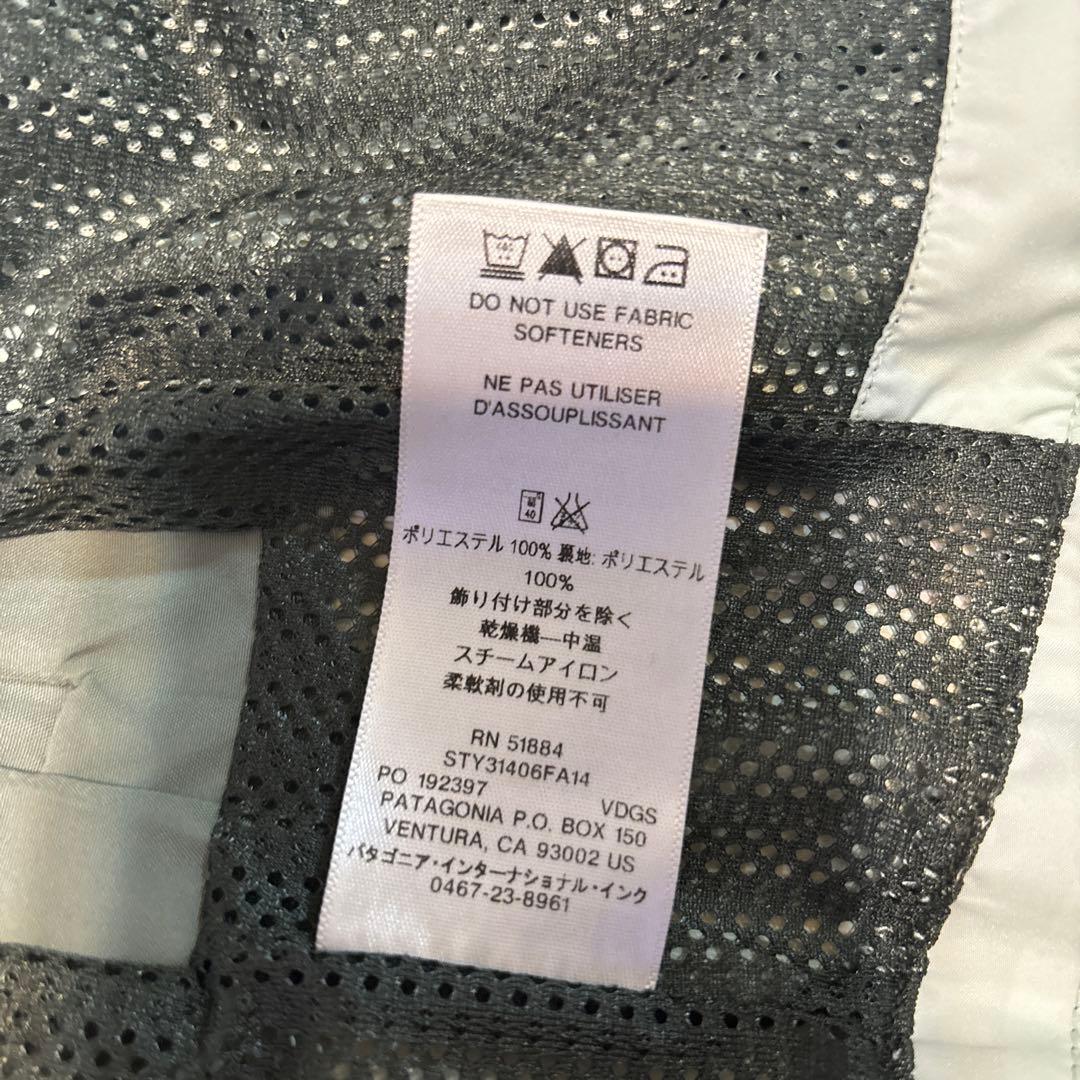 DO NOT USE FABRIC
SOFTENERS
NE PAS UTILISER
D'ASSOUPLISSANT
40
ポリエステル 100% 裏地: ポリエステル
100%
飾り付け部分を除く
乾燥機―中温
スチームアイロン
柔軟剤の使用不可
RN 51884
STY31406FA14
PO 192397 VDGS
PATAGONIA P.O. BOX 150
VENTURA, CA 93002 US
パタゴニア・インターナショナル・インク
0467-23-8961